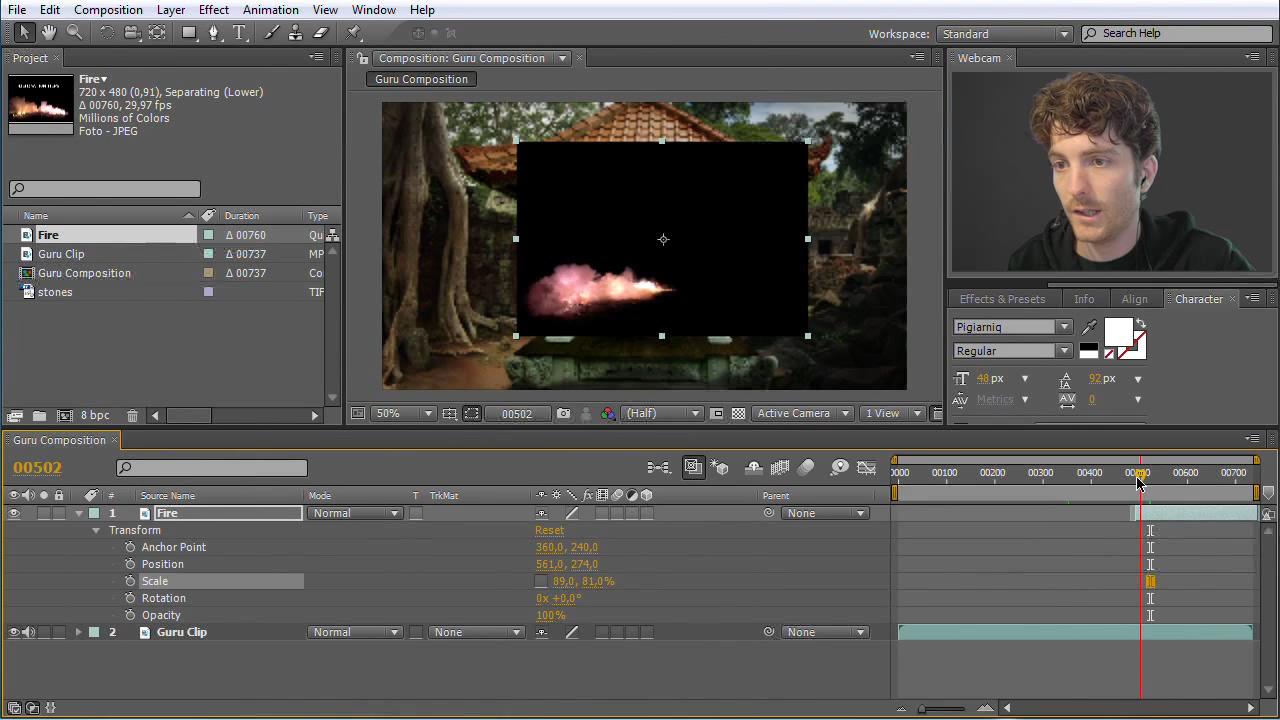 File Edit Composition Layer Effect Animation View Window Help
Workspace: Standard Search Help
Project
Composition: Guru Composition
Webcam
Guru Composition
Fire
720 x 480 (0,91), Separating (Lower)
Δ 00760, 29,97 fps
Millions of Colors
Foto - JPEG
Name Duration Type
Fire Δ 00760 Qu
Guru Clip Δ 00737 MP
Guru Composition Δ 00737 Co
stones TIF
8 bpc
50% 00502 (Half) Active Camera 1 View
Effects & Presets Info Align Character
Pigiarniq
Regular
48 px 92 px
Metrics 0
Guru Composition
00502
0000 00100 00200 00300 00400 00600 00700
# Source Name Mode T TrkMat Parent
1 Fire Normal None
Transform Reset
Anchor Point 360,0, 240,0
Position 561,0, 274,0
Scale 89,0, 81,0%
Rotation 0x +0,0°
Opacity 100%
2 Guru Clip Normal None None